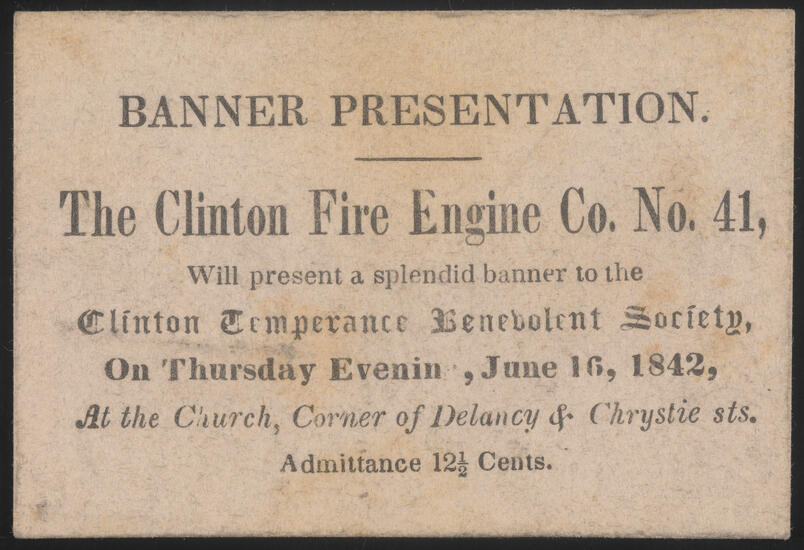 BANNER PRESENTATION.
The Clinton Fire Engine Co. No. 41,
Will present a splendid banner to the
Clinton Temperance Benevolent Society,
On Thursday Evenin , June 16, 1842,
At the Church, Corner of Delancy & Chrystie sts.
Admittance 12½ Cents.